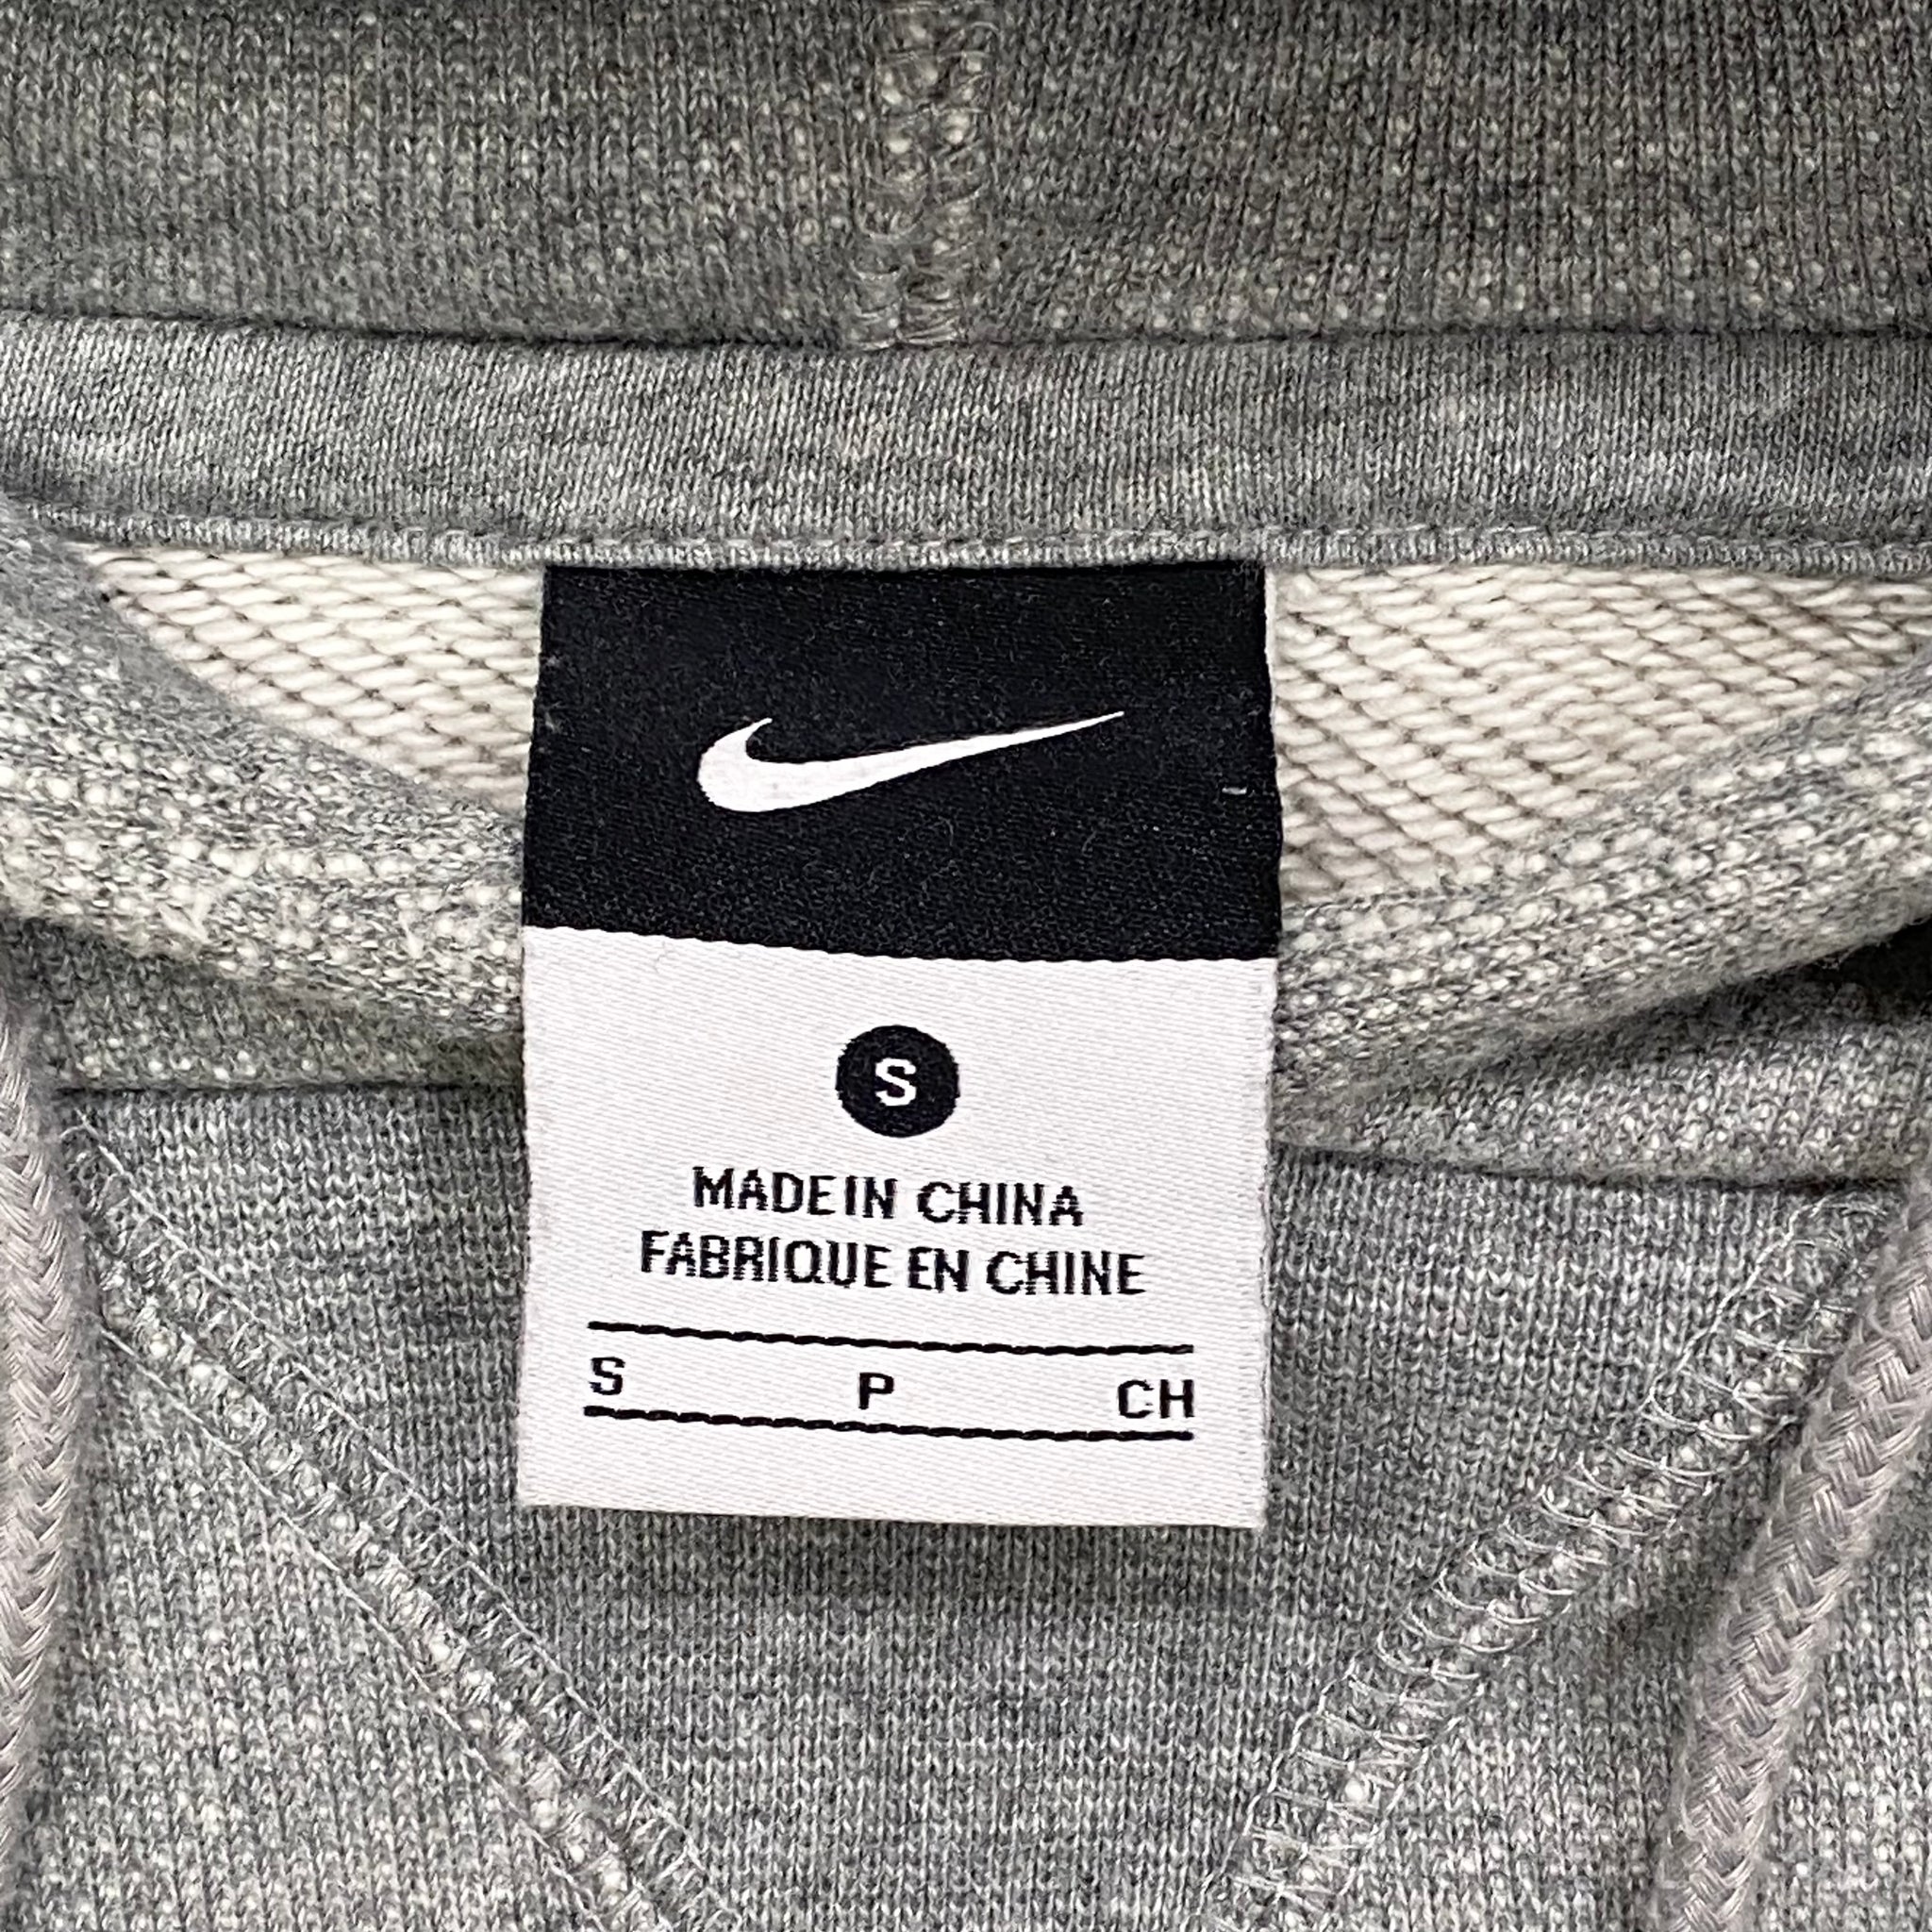 S
MADE IN CHINA
FABRIQUE EN CHINE
S P CH